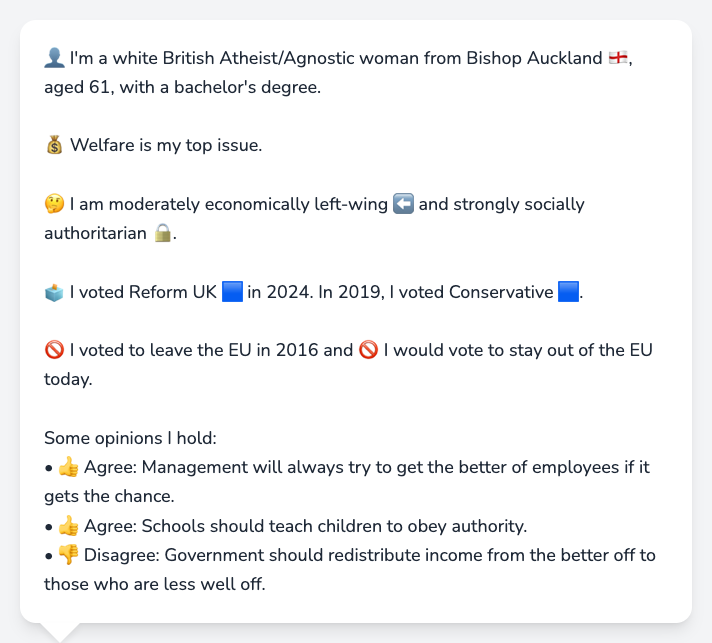 👤 I'm a white British Atheist/Agnostic woman from Bishop Auckland 🏴󠁧󠁢󠁥󠁮󠁧󠁿,
aged 61, with a bachelor's degree.
💰 Welfare is my top issue.
🤔 I am moderately economically left-wing ⬅️ and strongly socially
authoritarian 🔒.
🗳️ I voted Reform UK 🟦 in 2024. In 2019, I voted Conservative 🟦.
🚫 I voted to leave the EU in 2016 and 🚫 I would vote to stay out of the EU
today.
Some opinions I hold:
• 👍 Agree: Management will always try to get the better of employees if it
gets the chance.
• 👍 Agree: Schools should teach children to obey authority.
• 👎 Disagree: Government should redistribute income from the better off to
those who are less well off.